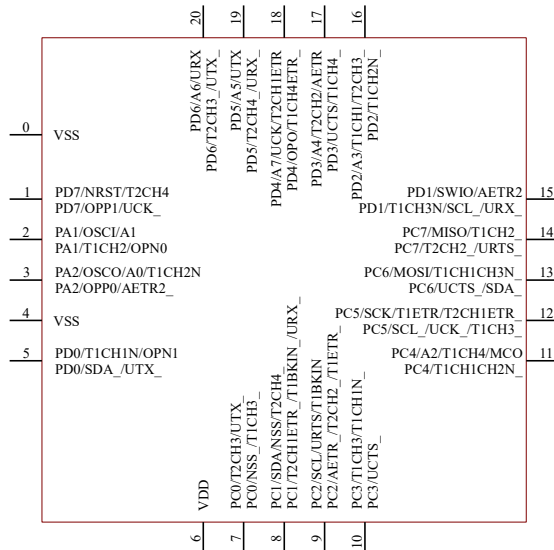 20
19
18
17
16
PD6/A6/URX
PD6/T2CH3_/UTX_
PD5/A5/UTX
PD5/T2CH4_/URX_
PD4/A7/UCK/T2CH1ETR
PD4/OPO/T1CH4ETR_
PD3/A4/T2CH2/AETR
PD3/UCTS/T1CH4_
PD2/A3/T1CH1/T2CH3_
PD2/T1CH2N_
0
VSS
1
PD7/NRST/T2CH4
PD7/OPP1/UCK_
2
PA1/OSCI/A1
PA1/T1CH2/OPN0
3
PA2/OSCO/A0/T1CH2N
PA2/OPP0/AETR2_
4
VSS
5
PD0/T1CH1N/OPN1
PD0/SDA_/UTX_
PD1/SWIO/AETR2
15
PD1/T1CH3N/SCL_/URX_
PC7/MISO/T1CH2_
14
PC7/T2CH2_/URTS_
PC6/MOSI/T1CH1CH3N_
13
PC6/UCTS_/SDA_
PC5/SCK/T1ETR/T2CH1ETR_
12
PC5/SCL_/UCK_/T1CH3_
PC4/A2/T1CH4/MCO
11
PC4/T1CH1CH2N_
VDD
PC0/T2CH3/UTX_
PC0/NSS_/T1CH3_
PC1/SDA/NSS/T2CH4_
PC1/T2CH1ETR_/T1BKIN_/URX_
PC2/SCL/URTS/T1BKIN
PC2/AETR_/T2CH2_/T1ETR_
PC3/T1CH3/T1CH1N_
PC3/UCTS_
6
7
8
9
10